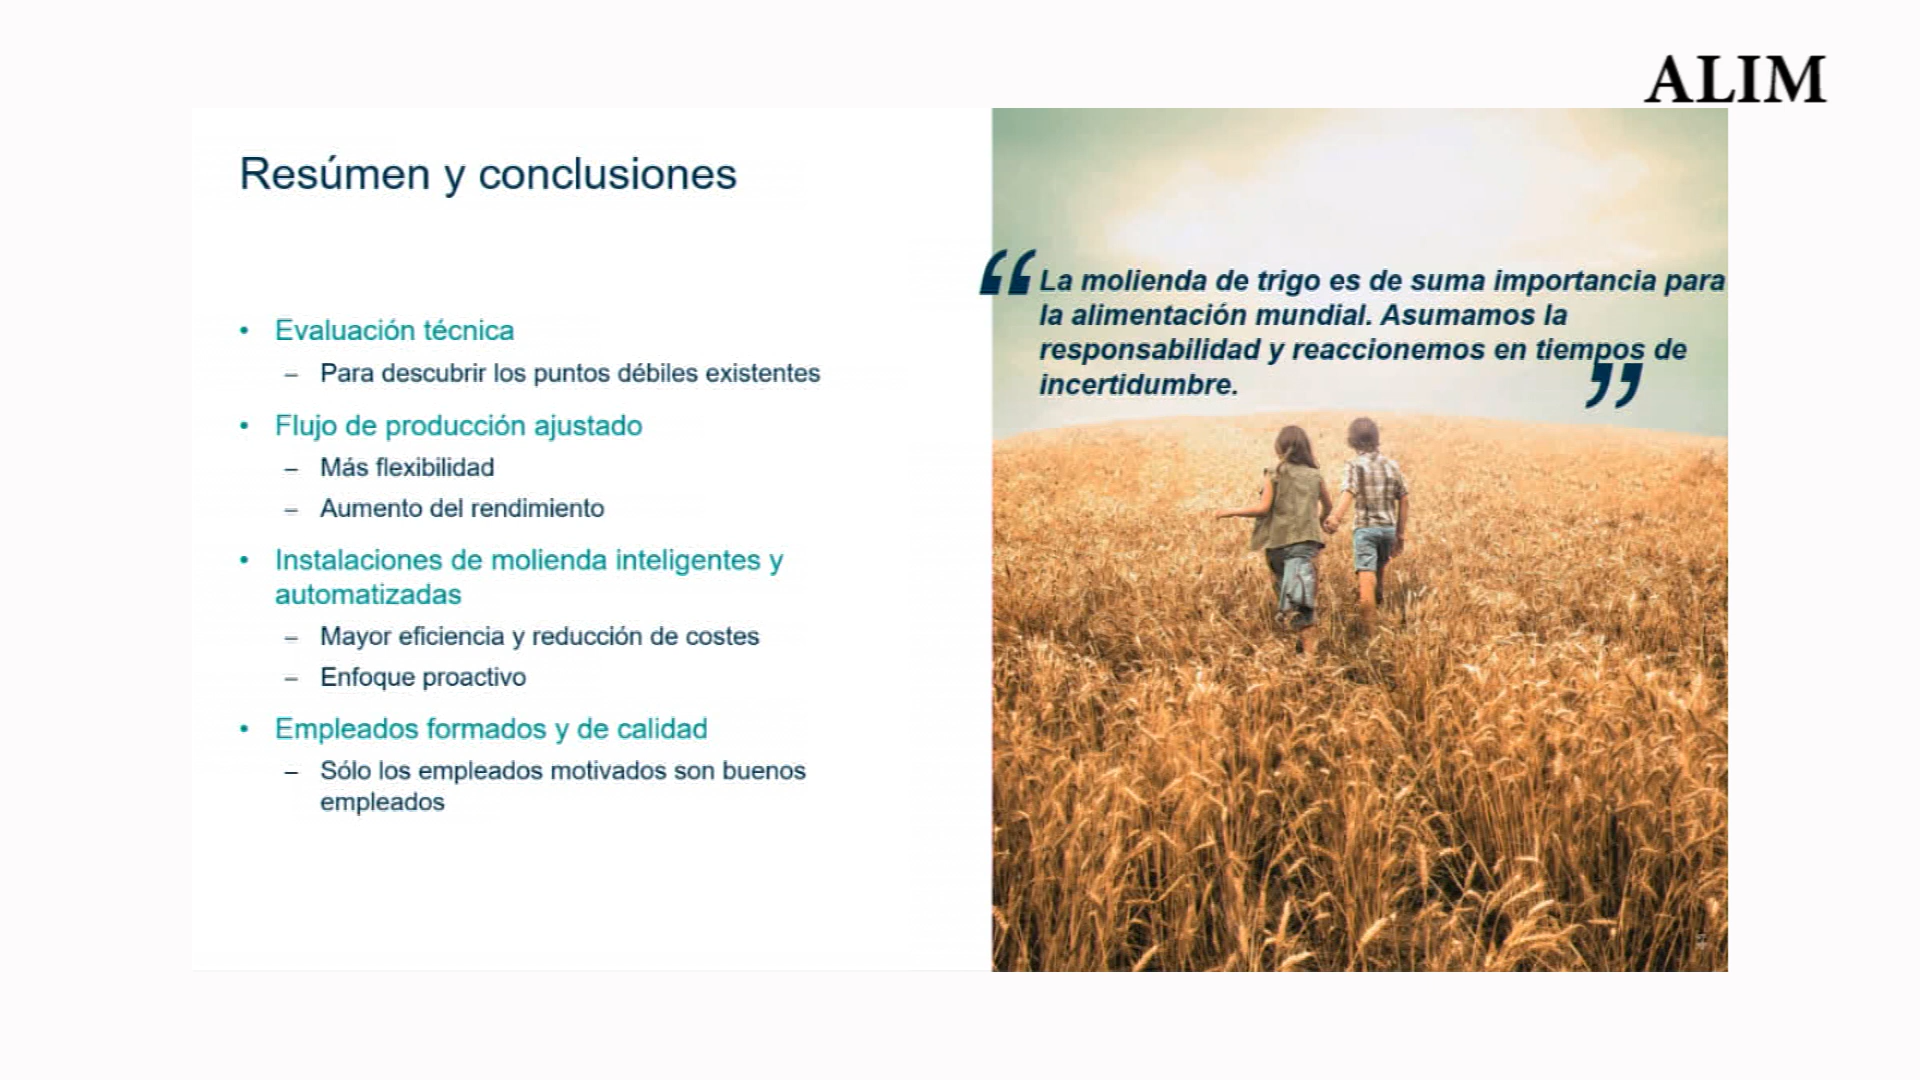 ALIM
Resúmen y conclusiones
• Evaluación técnica
– Para descubrir los puntos débiles existentes
• Flujo de producción ajustado
– Más flexibilidad
– Aumento del rendimiento
• Instalaciones de molienda inteligentes y
automatizadas
– Mayor eficiencia y reducción de costes
– Enfoque proactivo
• Empleados formados y de calidad
– Sólo los empleados motivados son buenos
empleados
“La molienda de trigo es de suma importancia para
la alimentación mundial. Asumamos la
responsabilidad y reaccionemos en tiempos de
incertidumbre.”